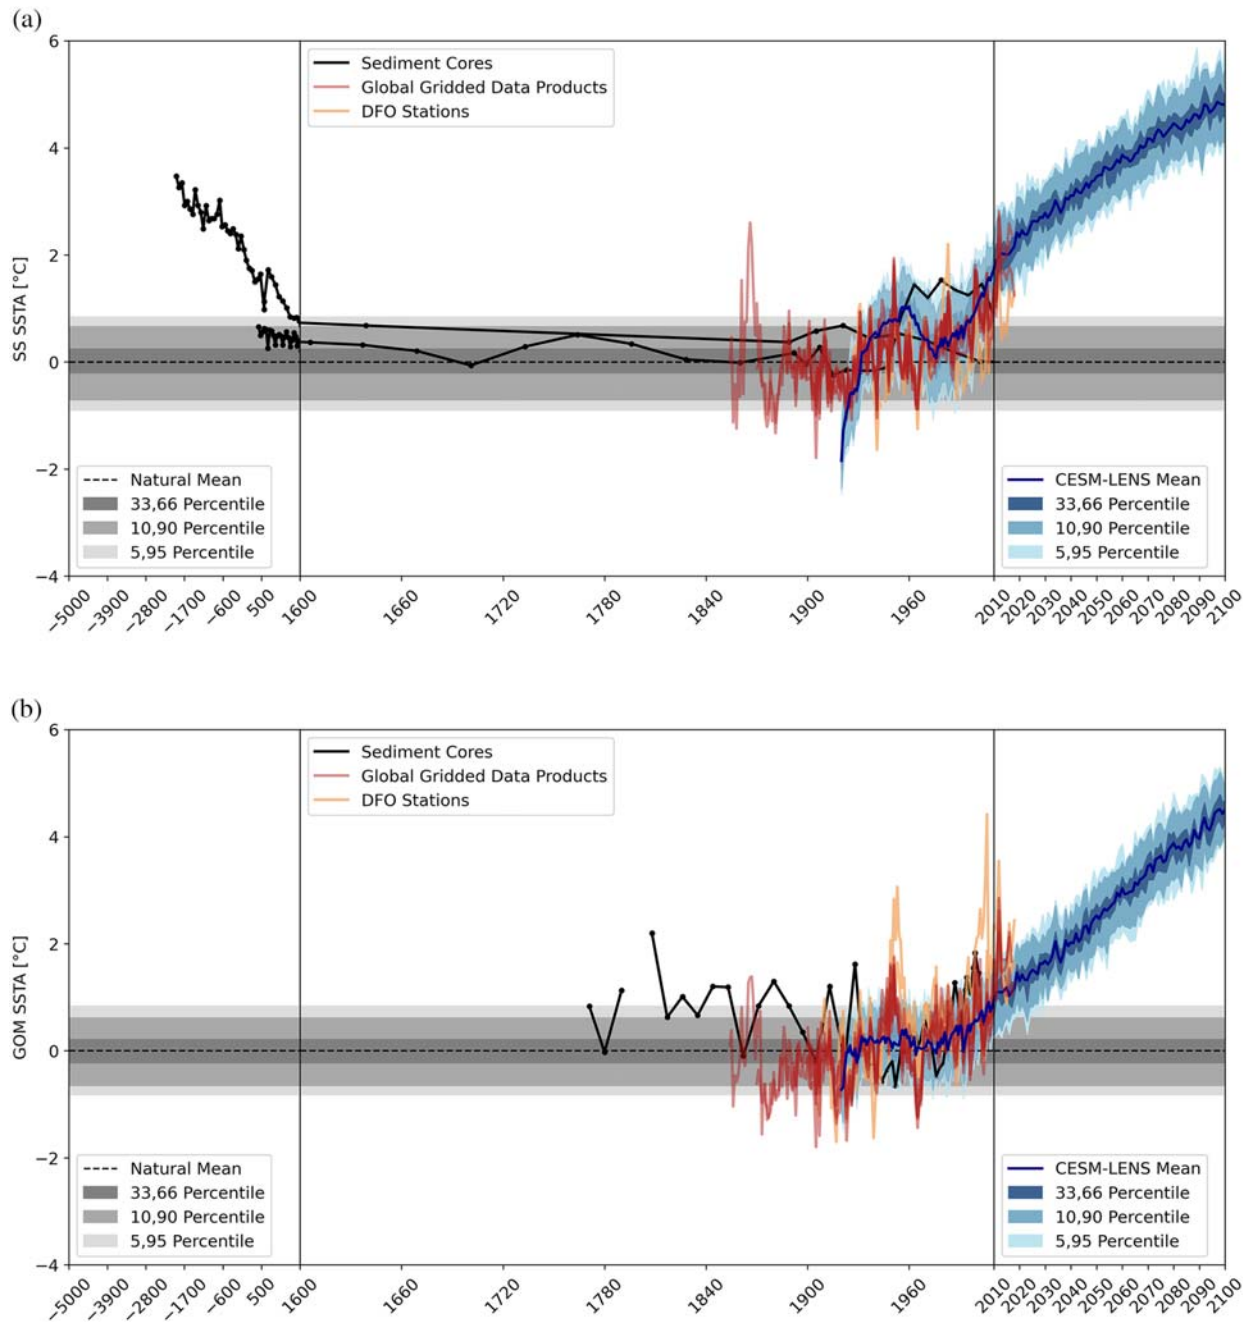 (a)
6
4
2
0
−2
−4
SS SSTA [°C]
Sediment Cores
Global Gridded Data Products
DFO Stations
Natural Mean
33,66 Percentile
10,90 Percentile
5,95 Percentile
CESM-LENS Mean
33,66 Percentile
10,90 Percentile
5,95 Percentile
−5000 −3900 −2800 −1700 −600 500 1600 1660 1720 1780 1840 1900 1960 2010 2020 2030 2040 2050 2060 2070 2080 2090 2100
(b)
6
4
2
0
−2
−4
GOM SSTA [°C]
Sediment Cores
Global Gridded Data Products
DFO Stations
Natural Mean
33,66 Percentile
10,90 Percentile
5,95 Percentile
CESM-LENS Mean
33,66 Percentile
10,90 Percentile
5,95 Percentile
−5000 −3900 −2800 −1700 −600 500 1600 1660 1720 1780 1840 1900 1960 2010 2020 2030 2040 2050 2060 2070 2080 2090 2100